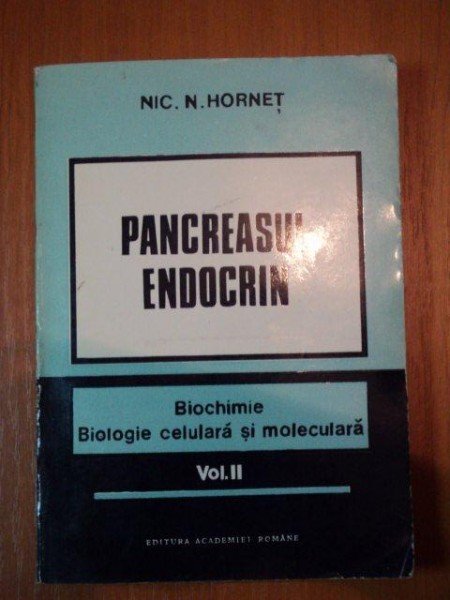 NIC. N. HORNEȚ
PANCREASUL
ENDOCRIN
Biochimie
Biologie celulară și moleculară
Vol. II
EDITURA ACADEMIEI ROMÂNE